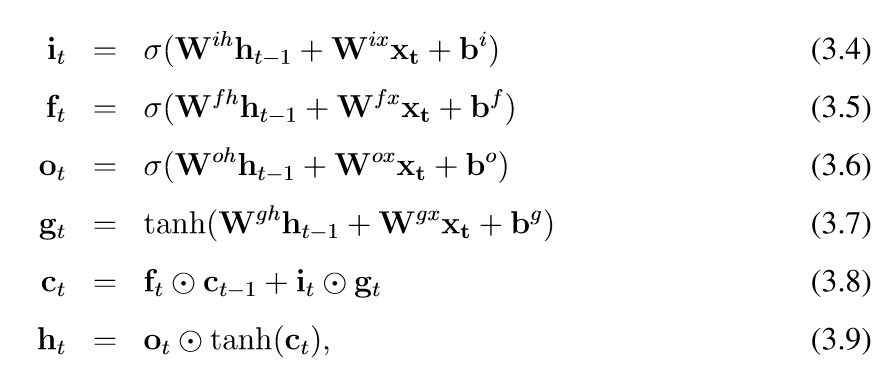 i_t = σ(W^{ih}h_{t−1} + W^{ix}x_t + b^i) (3.4)
f_t = σ(W^{fh}h_{t−1} + W^{fx}x_t + b^f) (3.5)
o_t = σ(W^{oh}h_{t−1} + W^{ox}x_t + b^o) (3.6)
g_t = tanh(W^{gh}h_{t−1} + W^{gx}x_t + b^g) (3.7)
c_t = f_t ⊙ c_{t−1} + i_t ⊙ g_t (3.8)
h_t = o_t ⊙ tanh(c_t), (3.9)